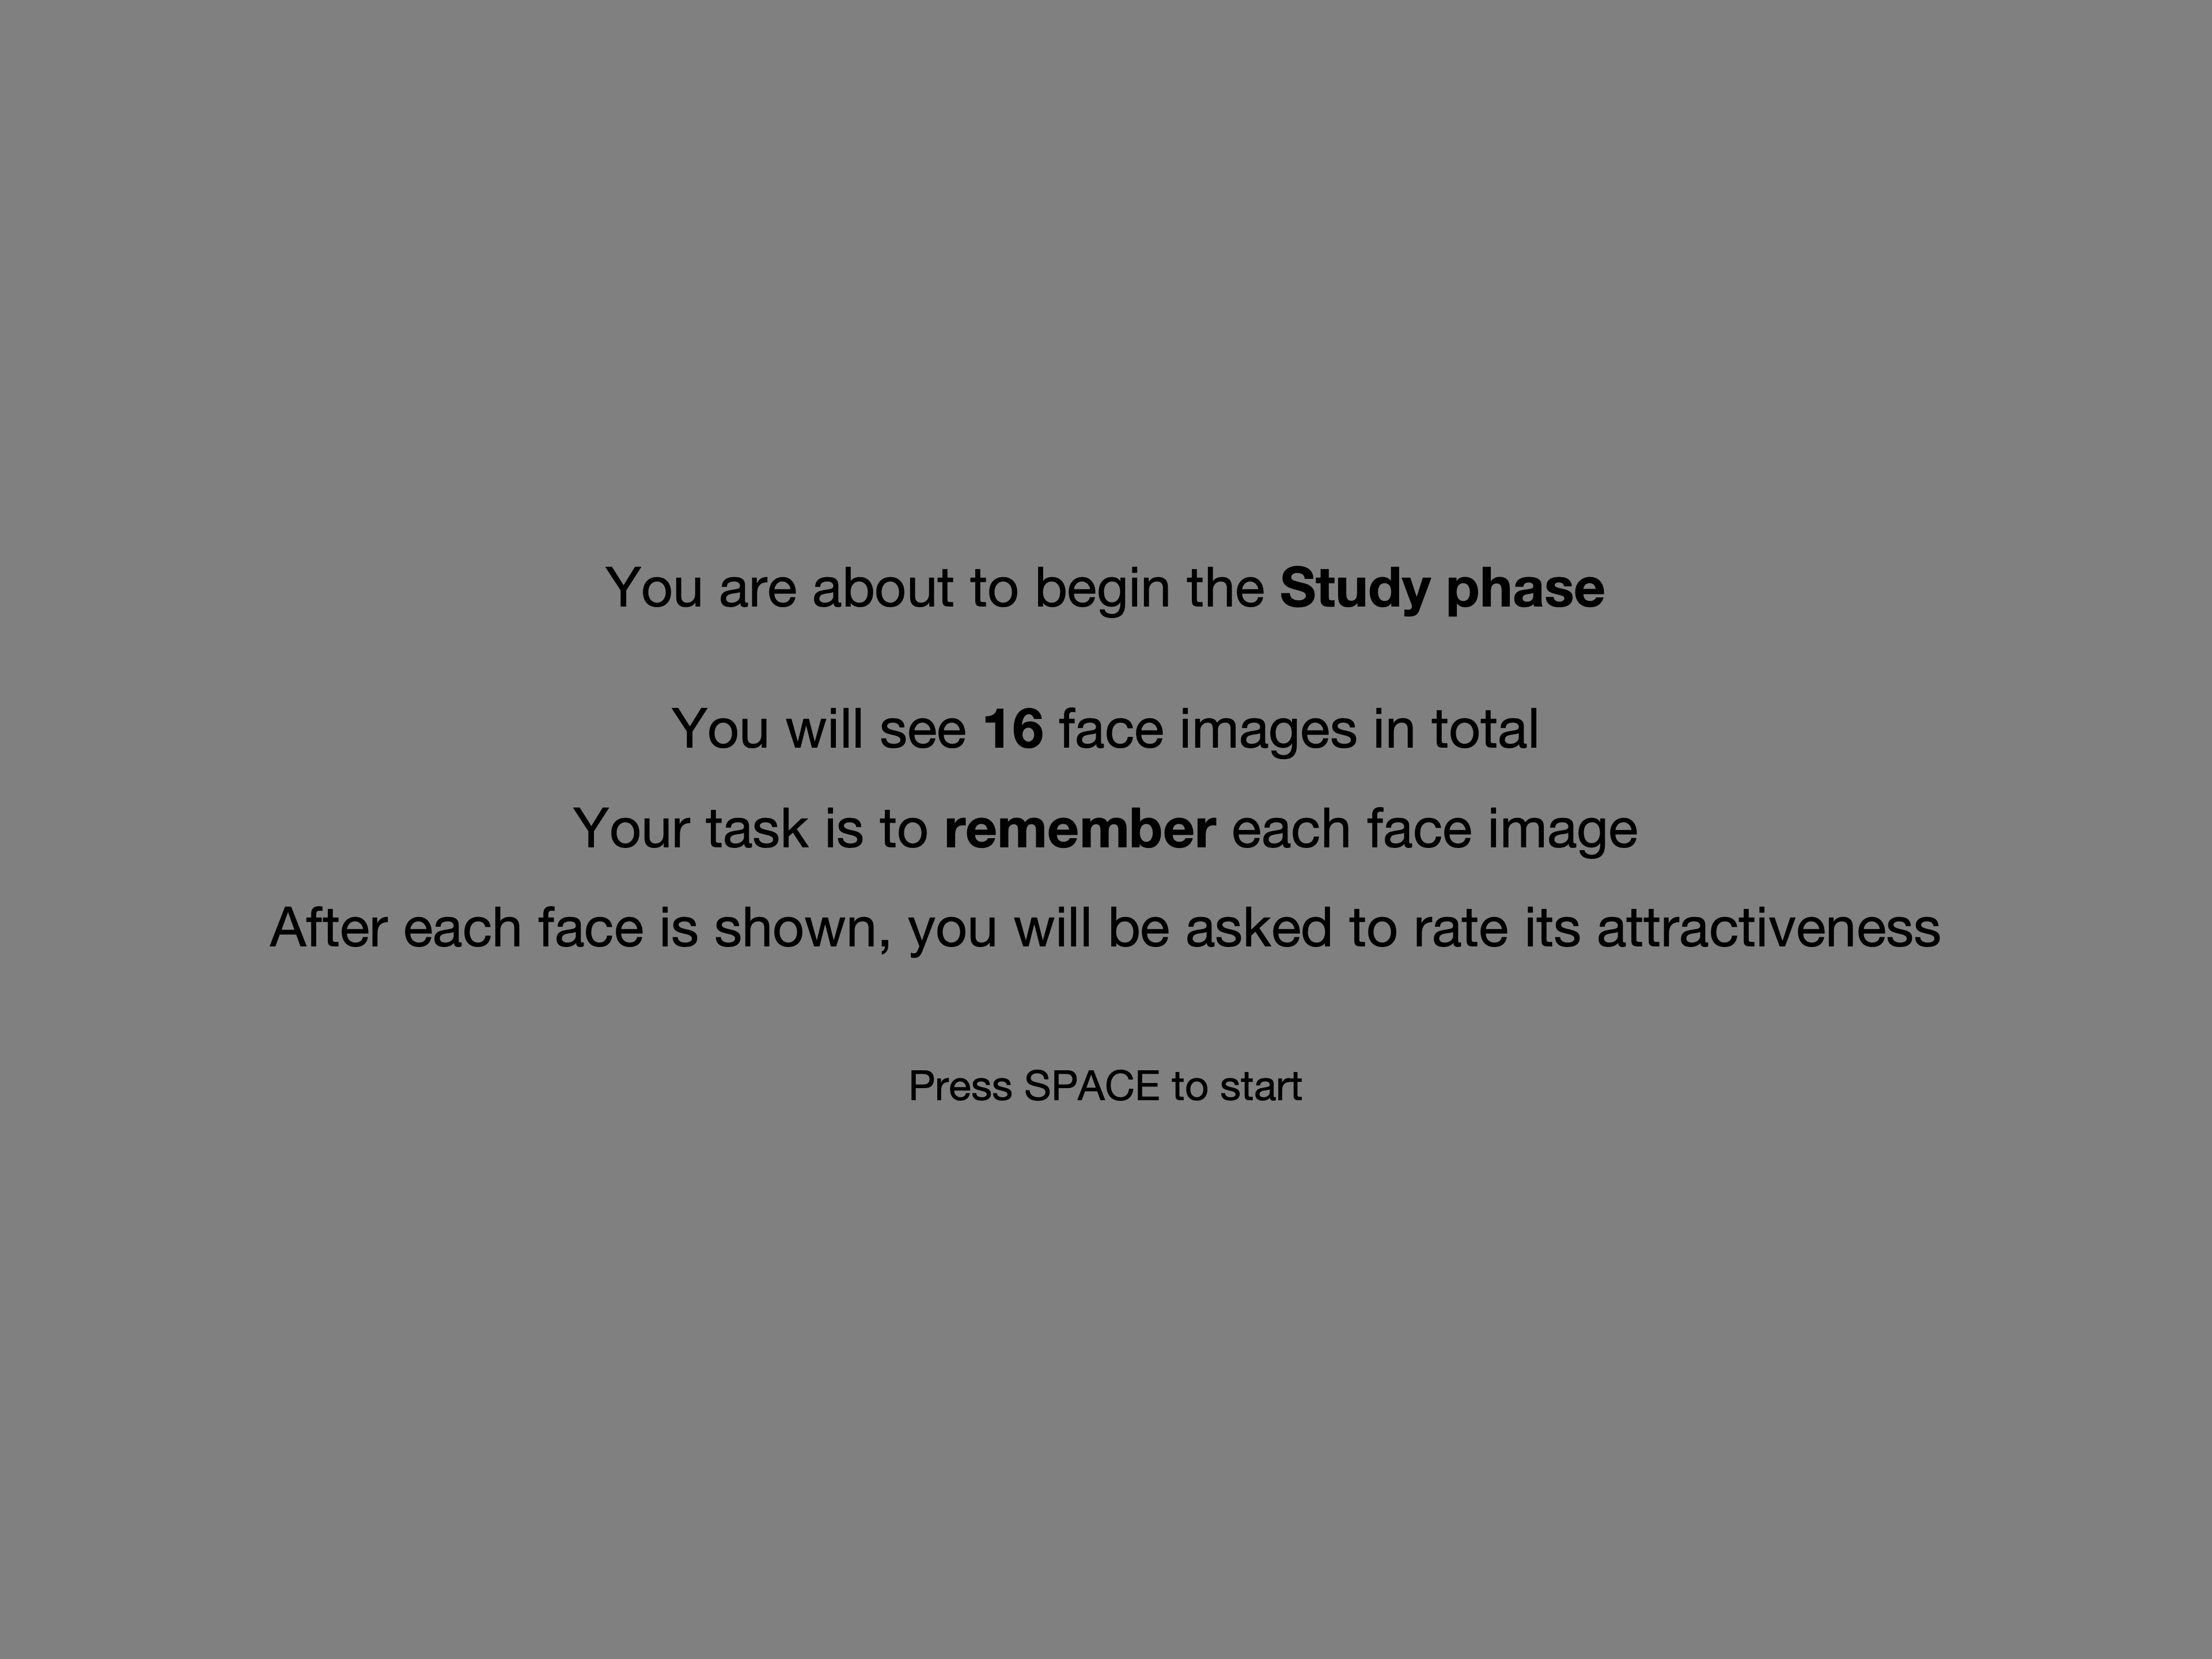 You are about to begin the Study phase
You will see 16 face images in total
Your task is to remember each face image
After each face is shown, you will be asked to rate its attractiveness
Press SPACE to start